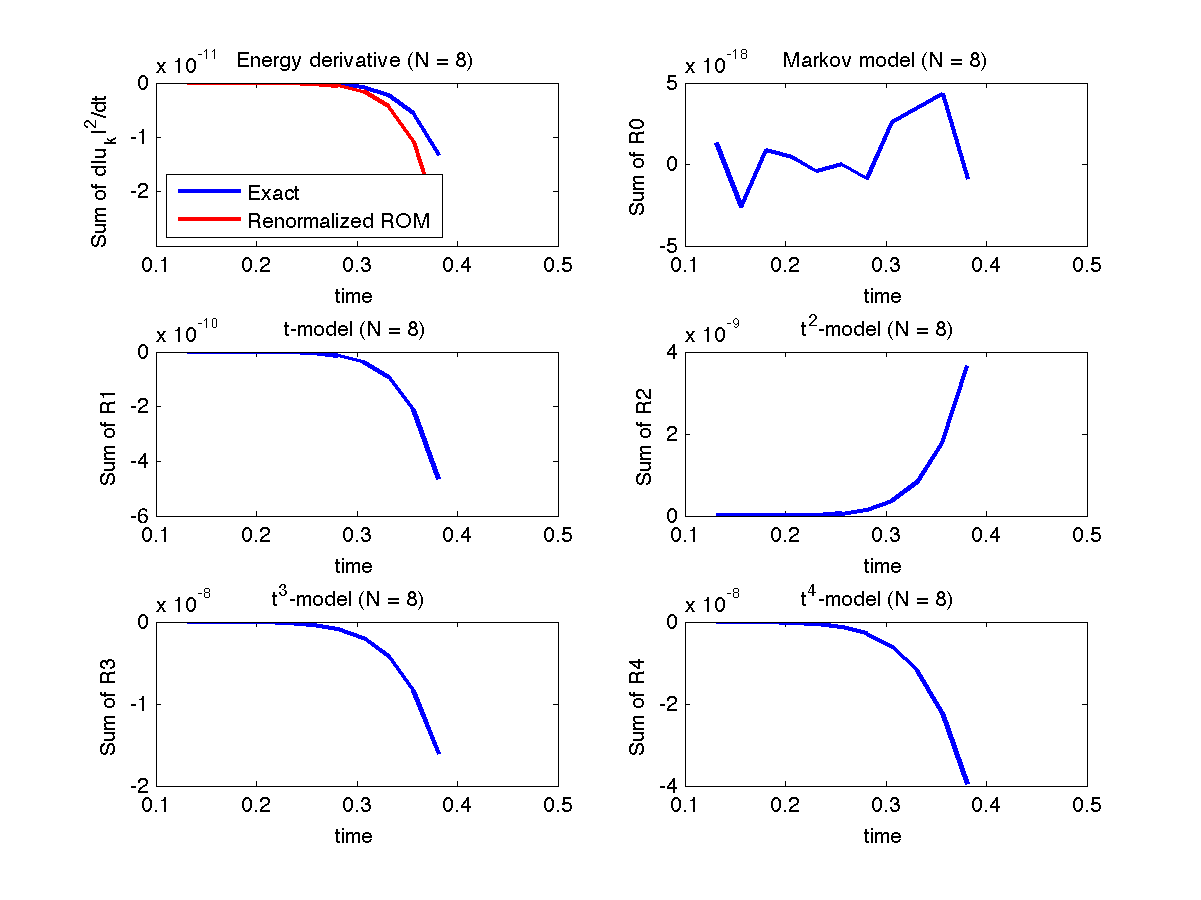 x 10^-11
Energy derivative (N = 8)
0
-1
-2
Sum of d|u_k|^2/dt
Exact
Renormalized ROM
0.1 0.2 0.3 0.4 0.5
time
x 10^-18
Markov model (N = 8)
5
0
-5
Sum of R0
0.1 0.2 0.3 0.4 0.5
time
x 10^-10
t-model (N = 8)
0
-2
-4
-6
Sum of R1
0.1 0.2 0.3 0.4 0.5
time
x 10^-9
t^2-model (N = 8)
4
2
0
Sum of R2
0.1 0.2 0.3 0.4 0.5
time
x 10^-8
t^3-model (N = 8)
0
-1
-2
Sum of R3
0.1 0.2 0.3 0.4 0.5
time
x 10^-8
t^4-model (N = 8)
0
-2
-4
Sum of R4
0.1 0.2 0.3 0.4 0.5
time